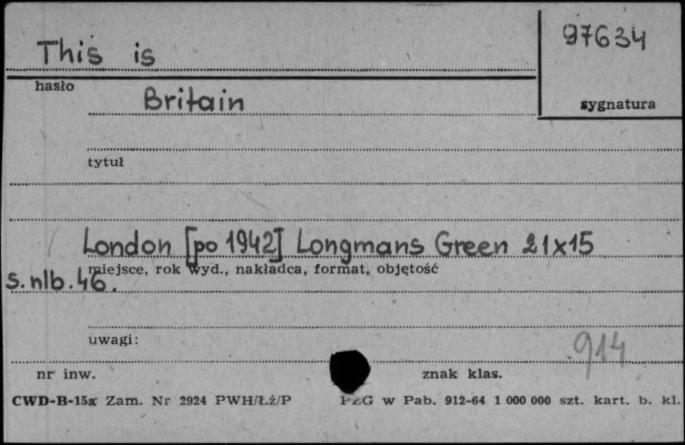 This is
97634
hasło
Britain
sygnatura
tytuł
London [po 1942] Longmans Green 21x15
miejsce, rok wyd., nakładca, format, objętość
s. nlb. 46.
uwagi:
914
nr inw.
znak klas.
CWD-B-15x Zam. Nr 2924 PWH/Łż/P
PZG w Pab. 912-64 1 000 000 szt. kart. b. kl.